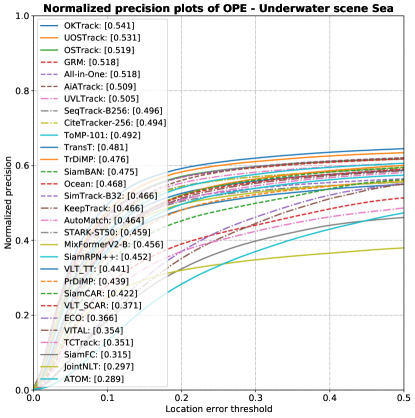 Normalized precision plots of OPE - Underwater scene Sea
1.0
0.8
0.6
0.4
0.2
0.0
Normalized precision
OKTrack: [0.541]
UOSTrack: [0.531]
OSTrack: [0.519]
GRM: [0.518]
All-in-One: [0.518]
AiATrack: [0.509]
UVLTrack: [0.505]
SeqTrack-B256: [0.496]
CiteTracker-256: [0.494]
ToMP-101: [0.492]
TransT: [0.481]
TrDiMP: [0.476]
SiamBAN: [0.475]
Ocean: [0.468]
SimTrack-B32: [0.466]
KeepTrack: [0.466]
AutoMatch: [0.464]
STARK-ST50: [0.459]
MixFormerV2-B: [0.456]
SiamRPN++: [0.452]
VLT_TT: [0.441]
PrDiMP: [0.439]
SiamCAR: [0.422]
VLT_SCAR: [0.371]
ECO: [0.366]
VITAL: [0.354]
TCTrack: [0.351]
SiamFC: [0.315]
JointNLT: [0.297]
ATOM: [0.289]
0.0 0.1 0.2 0.3 0.4 0.5
Location error threshold